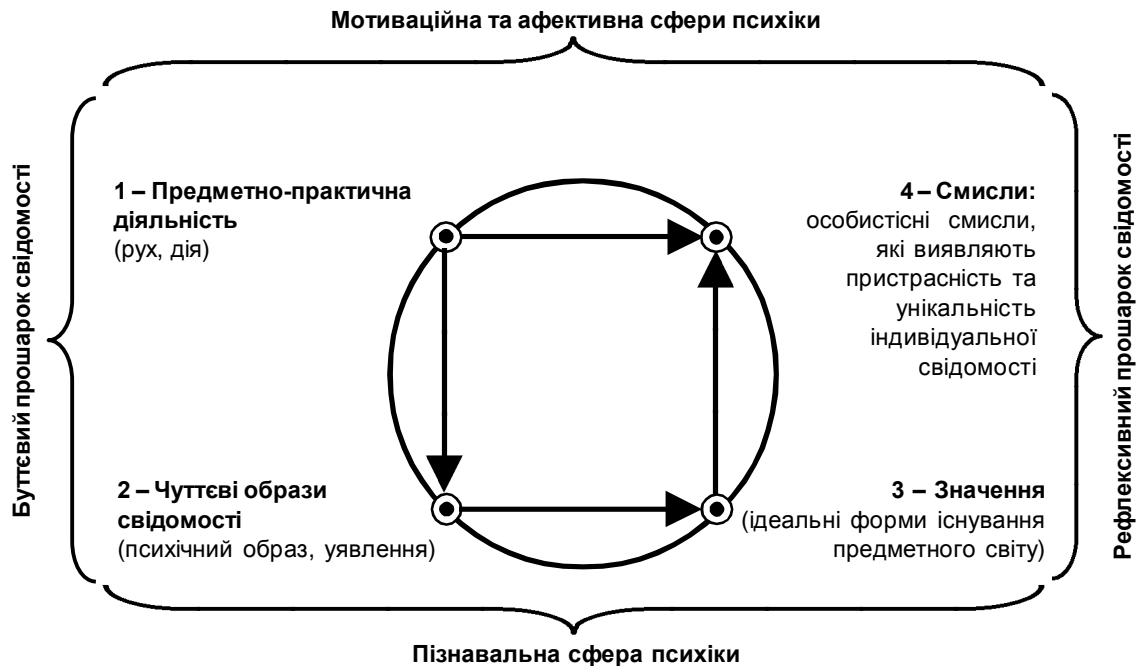 Мотиваційна та афективна сфери психіки
Буттєвий прошарок свідомості
1 – Предметно-практична
діяльність
(рух, дія)
4 – Смисли:
особистісні смисли,
які виявляють
пристрасність та
унікальність
індивідуальної
свідомості
Рефлексивний прошарок свідомості
2 – Чуттєві образи
свідомості
(психічний образ, уявлення)
3 – Значення
(ідеальні форми існування
предметного світу)
Пізнавальна сфера психіки